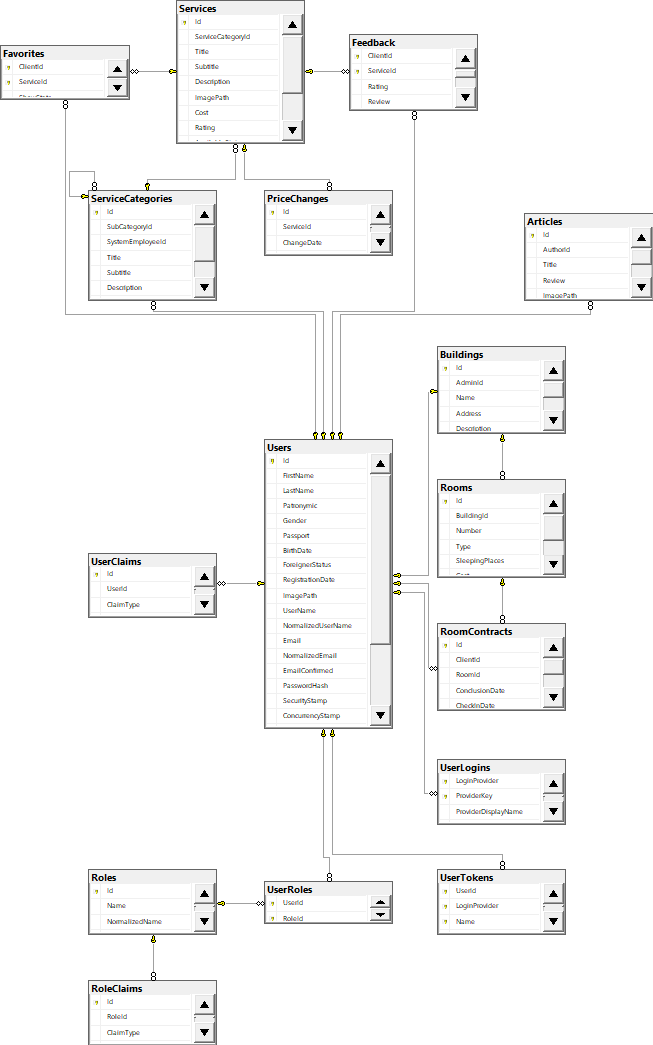 Services
Id
ServiceCategoryId
Title
Subtitle
Description
ImagePath
Cost
Rating
Favorites
ClientId
ServiceId
Feedback
ClientId
ServiceId
Rating
Review
ServiceCategories
Id
SubCategoryId
SystemEmployeeId
Title
Subtitle
Description
PriceChanges
Id
ServiceId
ChangeDate
Articles
Id
AuthorId
Title
Review
ImagePath
Buildings
Id
AdminId
Name
Address
Description
Users
Id
FirstName
LastName
Patronymic
Gender
Passport
BirthDate
ForeignerStatus
RegistrationDate
ImagePath
UserName
NormalizedUserName
Email
NormalizedEmail
EmailConfirmed
PasswordHash
SecurityStamp
ConcurrencyStamp
Rooms
Id
BuildingId
Number
Type
SleepingPlaces
UserClaims
Id
UserId
ClaimType
RoomContracts
Id
ClientId
RoomId
ConclusionDate
CheckInDate
UserLogins
LoginProvider
ProviderKey
ProviderDisplayName
Roles
Id
Name
NormalizedName
UserRoles
UserId
RoleId
UserTokens
UserId
LoginProvider
Name
RoleClaims
Id
RoleId
ClaimType